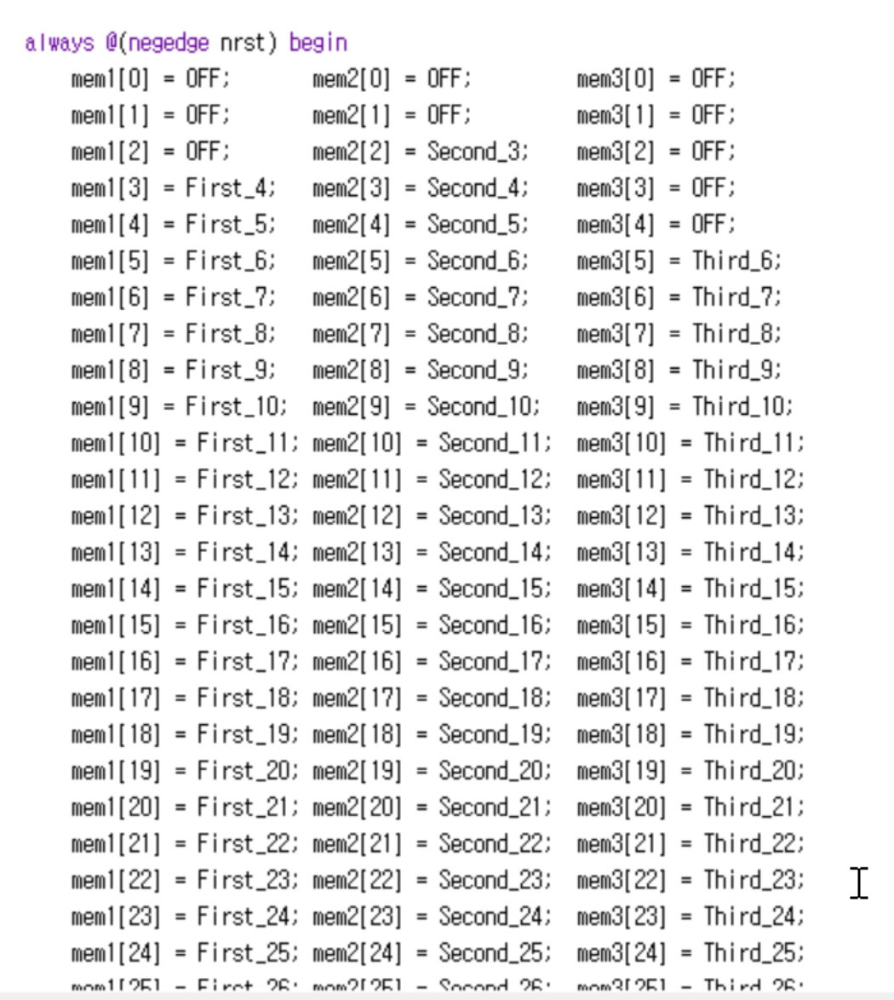 always @(negedge nrst) begin
mem1[0] = OFF; mem2[0] = OFF; mem3[0] = OFF;
mem1[1] = OFF; mem2[1] = OFF; mem3[1] = OFF;
mem1[2] = OFF; mem2[2] = Second_3; mem3[2] = OFF;
mem1[3] = First_4; mem2[3] = Second_4; mem3[3] = OFF;
mem1[4] = First_5; mem2[4] = Second_5; mem3[4] = OFF;
mem1[5] = First_6; mem2[5] = Second_6; mem3[5] = Third_6;
mem1[6] = First_7; mem2[6] = Second_7; mem3[6] = Third_7;
mem1[7] = First_8; mem2[7] = Second_8; mem3[7] = Third_8;
mem1[8] = First_9; mem2[8] = Second_9; mem3[8] = Third_9;
mem1[9] = First_10; mem2[9] = Second_10; mem3[9] = Third_10;
mem1[10] = First_11; mem2[10] = Second_11; mem3[10] = Third_11;
mem1[11] = First_12; mem2[11] = Second_12; mem3[11] = Third_12;
mem1[12] = First_13; mem2[12] = Second_13; mem3[12] = Third_13;
mem1[13] = First_14; mem2[13] = Second_14; mem3[13] = Third_14;
mem1[14] = First_15; mem2[14] = Second_15; mem3[14] = Third_15;
mem1[15] = First_16; mem2[15] = Second_16; mem3[15] = Third_16;
mem1[16] = First_17; mem2[16] = Second_17; mem3[16] = Third_17;
mem1[17] = First_18; mem2[17] = Second_18; mem3[17] = Third_18;
mem1[18] = First_19; mem2[18] = Second_19; mem3[18] = Third_19;
mem1[19] = First_20; mem2[19] = Second_20; mem3[19] = Third_20;
mem1[20] = First_21; mem2[20] = Second_21; mem3[20] = Third_21;
mem1[21] = First_22; mem2[21] = Second_22; mem3[21] = Third_22;
mem1[22] = First_23; mem2[22] = Second_23; mem3[22] = Third_23;
mem1[23] = First_24; mem2[23] = Second_24; mem3[23] = Third_24;
mem1[24] = First_25; mem2[24] = Second_25; mem3[24] = Third_25;
mem1[25] = First_26; mem2[25] = Second_26; mem3[25] = Third_26;